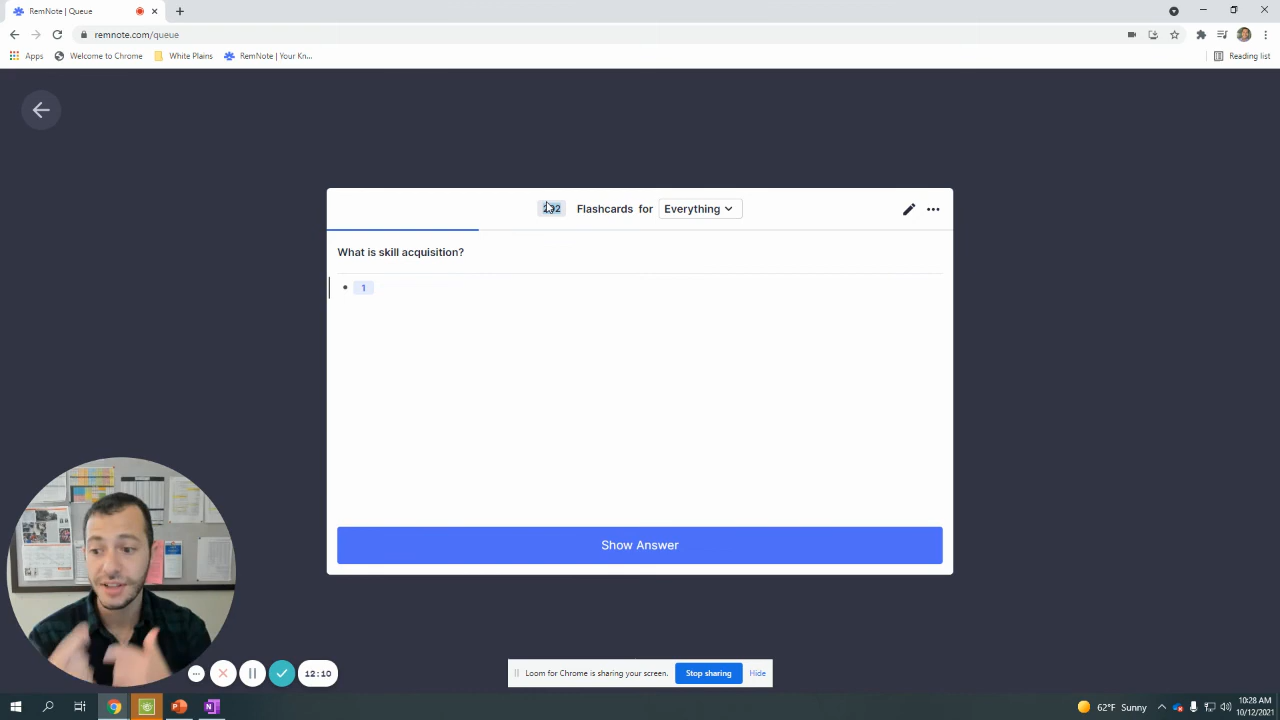 RemNote | Queue
remnote.com/queue
Apps
Welcome to Chrome
White Plains
RemNote | Your Kn...
Reading list
Flashcards for Everything
What is skill acquisition?
1
Show Answer
12:10
Loom for Chrome is sharing your screen. Stop sharing Hide
62°F Sunny
10:28 AM
10/12/2021